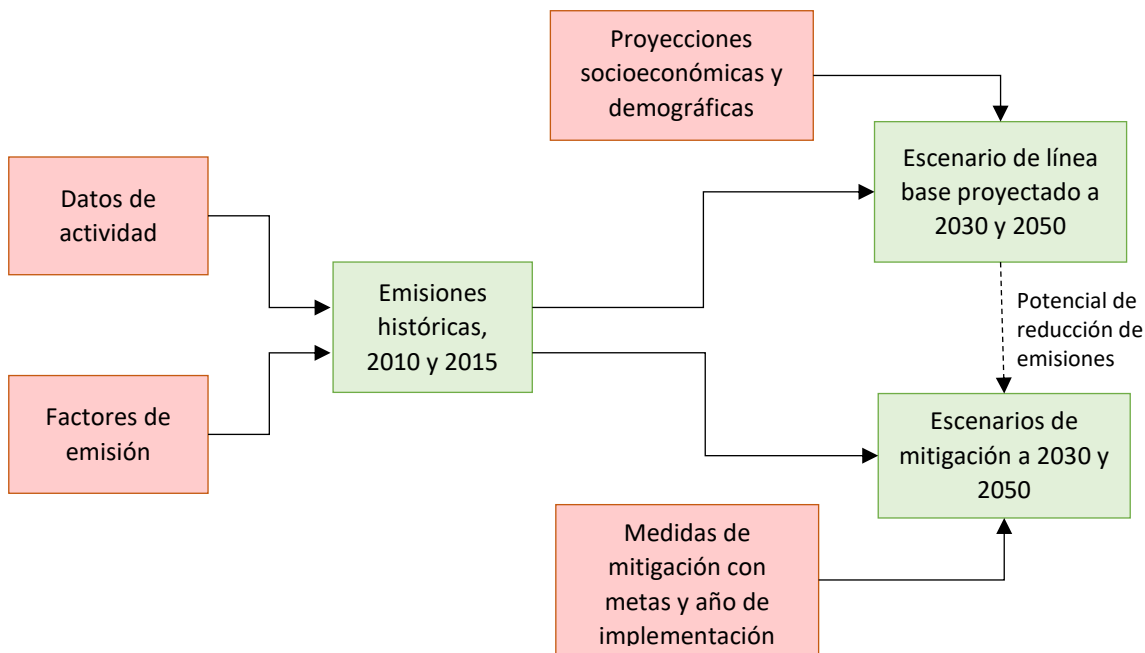 Proyecciones
socioeconómicas y
demográficas
Datos de
actividad
Escenario de línea
base proyectado a
2030 y 2050
Emisiones
históricas,
2010 y 2015
Potencial de
reducción de
emisiones
Factores de
emisión
Escenarios de
mitigación a 2030 y
2050
Medidas de
mitigación con
metas y año de
implementación